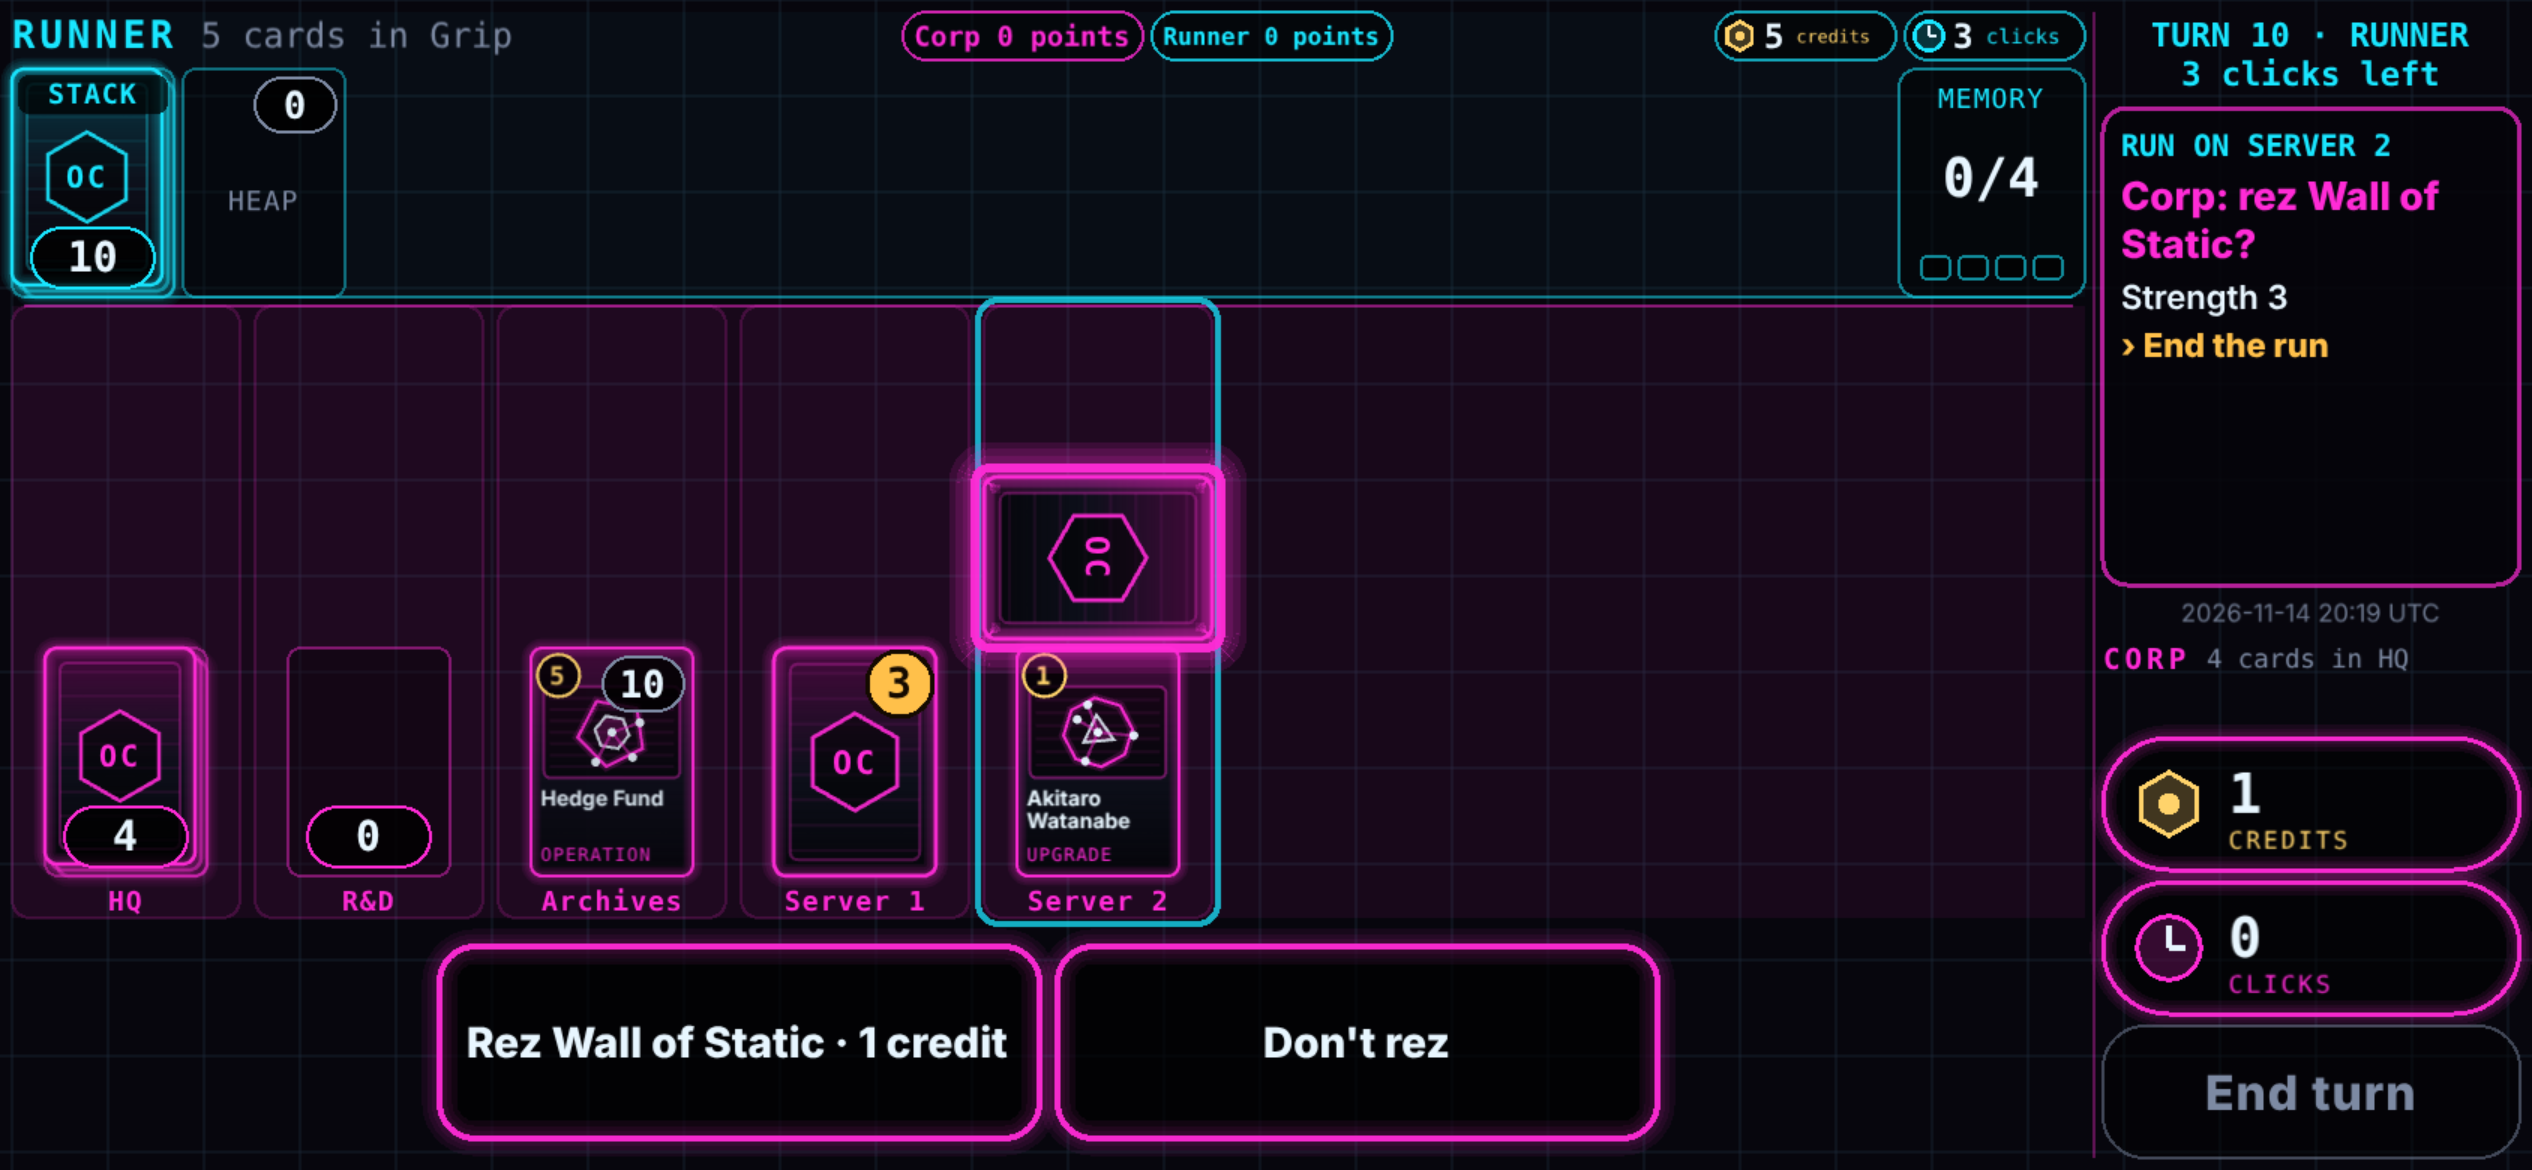 RUNNER 5 cards in Grip
Corp 0 points
Runner 0 points
5 credits
3 clicks
STACK
OC
10
0
HEAP
MEMORY
0/4
TURN 10 · RUNNER
3 clicks left
RUN ON SERVER 2
Corp: rez Wall of
Static?
Strength 3
› End the run
2026-11-14 20:19 UTC
CORP 4 cards in HQ
1
CREDITS
0
CLICKS
End turn
OC
OC
4
HQ
0
R&D
5
10
Hedge Fund
OPERATION
Archives
3
OC
Server 1
1
Akitaro
Watanabe
UPGRADE
Server 2
Rez Wall of Static · 1 credit
Don't rez